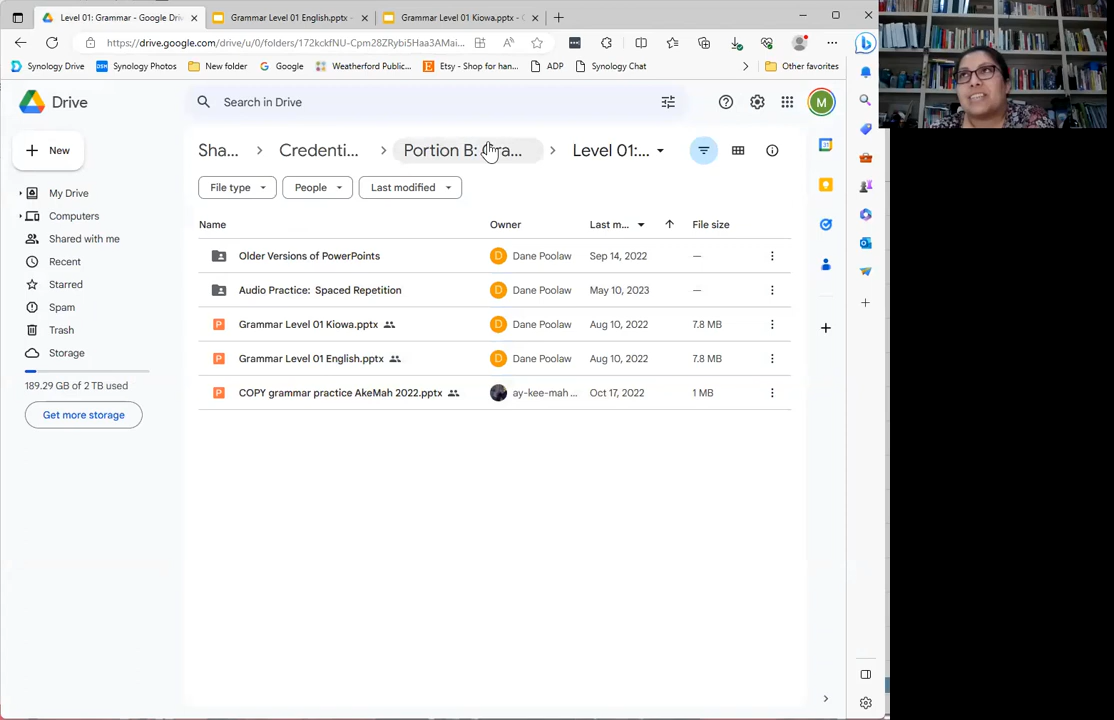 Level 01: Grammar - Google Dri
Grammar Level 01 English.pptx -
Grammar Level 01 Kiowa.pptx -
https://drive.google.com/drive/u/0/folders/172kckfNU-Cpm28ZRybi5Haa3AMai...
Synology Drive
Synology Photos
New folder
Google
Weatherford Public...
Etsy - Shop for han...
ADP
Synology Chat
Other favorites
Drive
Search in Drive
M
New
Sha...
Credenti...
Portion B:
Level 01:...
File type
People
Last modified
My Drive
Computers
Shared with me
Recent
Starred
Spam
Trash
Storage
189.29 GB of 2 TB used
Get more storage
Name
Owner
Last m...
File size
Older Versions of PowerPoints
D Dane Poolaw
Sep 14, 2022
—
Audio Practice: Spaced Repetition
D Dane Poolaw
May 10, 2023
—
Grammar Level 01 Kiowa.pptx
D Dane Poolaw
Aug 10, 2022
7.8 MB
Grammar Level 01 English.pptx
D Dane Poolaw
Aug 10, 2022
7.8 MB
COPY grammar practice AkeMah 2022.pptx
ay-kee-mah ...
Oct 17, 2022
1 MB